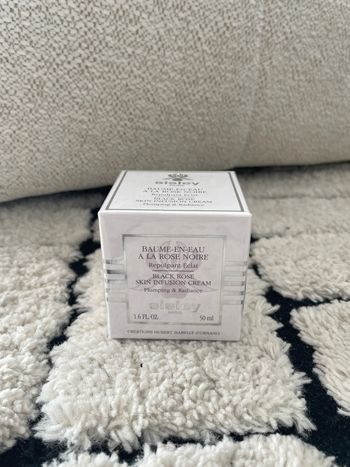 sisley
BAUME-EN-EAU
A LA ROSE NOIRE
BLACK ROSE
SKIN INFUSION CREAM
Plumping & Radiance
BAUME-EN-EAU
A LA ROSE NOIRE
Repulpant Éclat
BLACK ROSE
SKIN INFUSION CREAM
Plumping & Radiance
sisley
PARIS
1.6 FL.OZ. 50 ml
CRÉATIONS HUBERT ISABELLE d'ORNANO